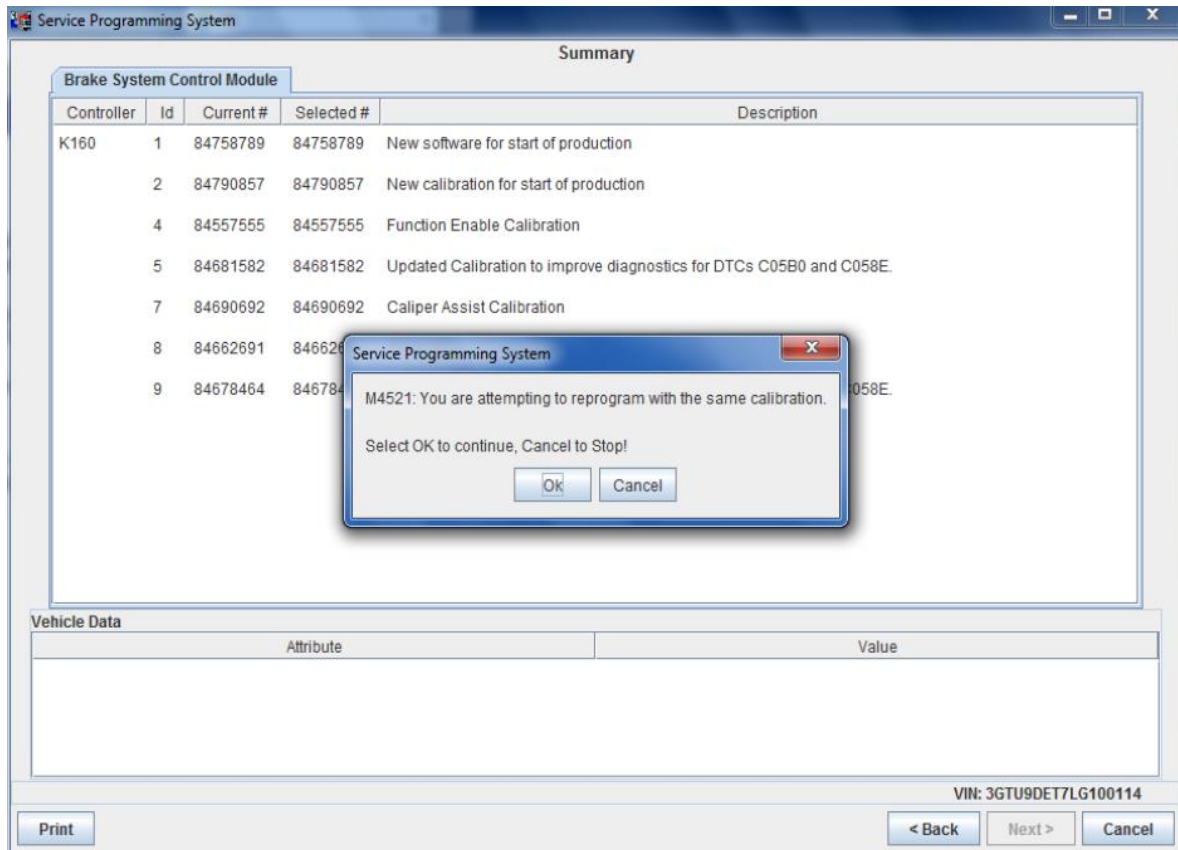 Service Programming System
Summary
Brake System Control Module
Controller Id Current # Selected # Description
K160 1 84758789 84758789 New software for start of production
2 84790857 84790857 New calibration for start of production
4 84557555 84557555 Function Enable Calibration
5 84681582 84681582 Updated Calibration to improve diagnostics for DTCs C05B0 and C058E.
7 84690692 84690692 Caliper Assist Calibration
8 84662691
9 84678464 C058E.
Service Programming System
M4521: You are attempting to reprogram with the same calibration.
Select OK to continue, Cancel to Stop!
Ok Cancel
Vehicle Data
Attribute Value
VIN: 3GTU9DET7LG100114
Print < Back Next > Cancel